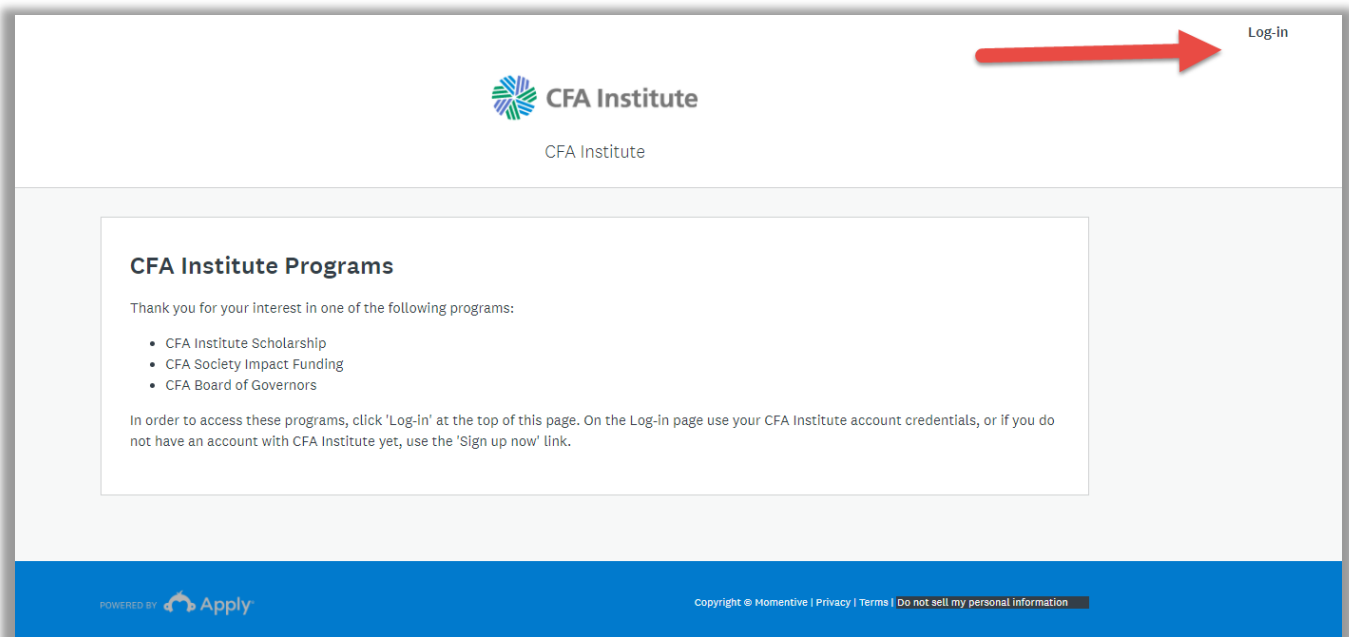 Log-in
CFA Institute
CFA Institute
CFA Institute Programs
Thank you for your interest in one of the following programs:
• CFA Institute Scholarship
• CFA Society Impact Funding
• CFA Board of Governors
In order to access these programs, click 'Log-in' at the top of this page. On the Log-in page use your CFA Institute account credentials, or if you do
not have an account with CFA Institute yet, use the 'Sign up now' link.
POWERED BY Apply
Copyright © Momentive | Privacy | Terms | Do not sell my personal information